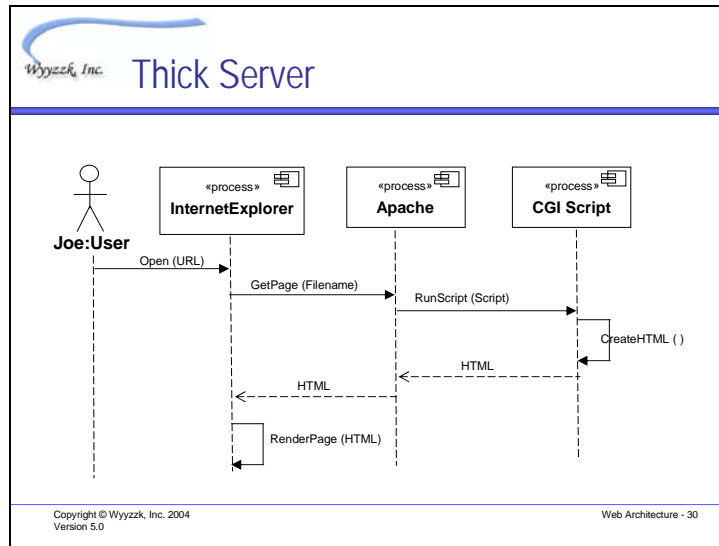 Wyyzzk, Inc.
Thick Server
«process»
InternetExplorer
«process»
Apache
«process»
CGI Script
Joe:User
Open (URL)
GetPage (Filename)
RunScript (Script)
CreateHTML ( )
HTML
HTML
RenderPage (HTML)
Copyright © Wyyzzk, Inc. 2004
Version 5.0
Web Architecture - 30